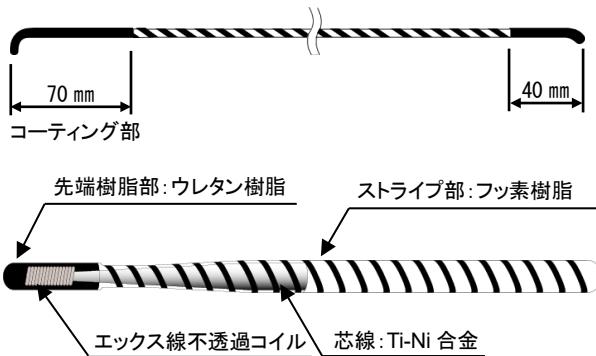 70 mm
40 mm
コーティング部
先端樹脂部:ウレタン樹脂
ストライプ部:フッ素樹脂
エックス線不透過コイル
芯線:Ti-Ni 合金